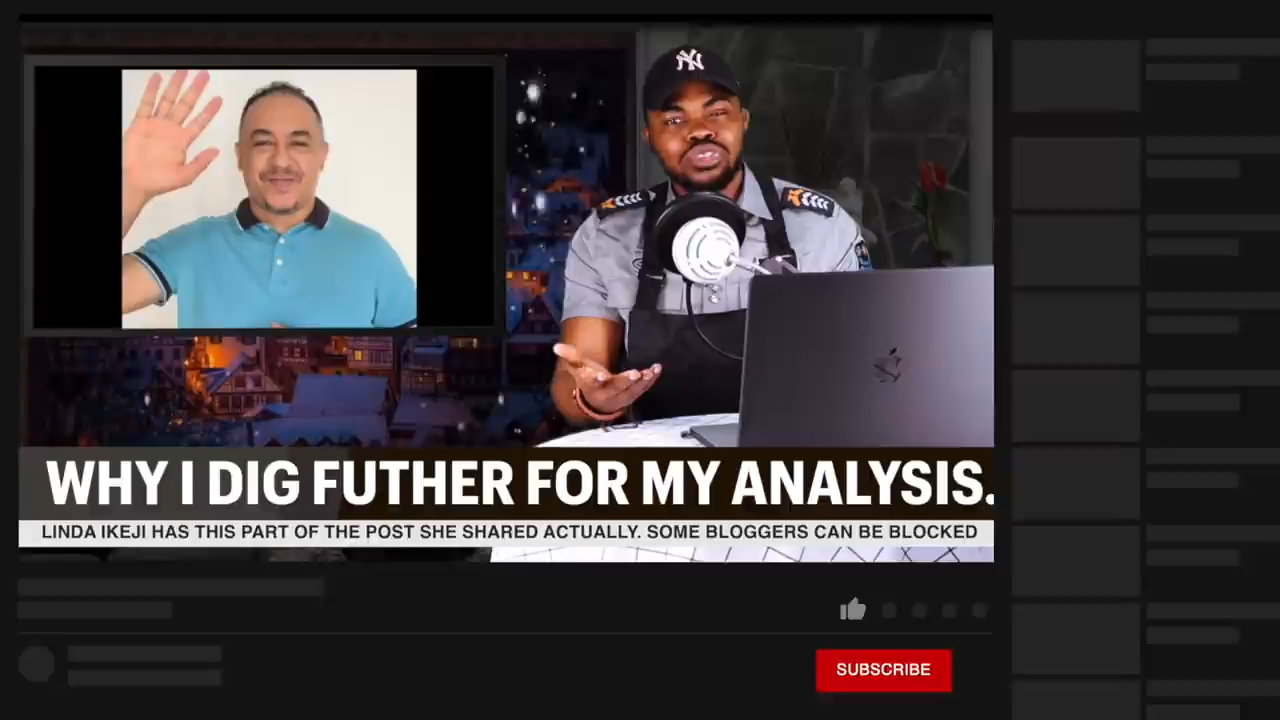 NY
WHY I DIG FUTHER FOR MY ANALYSIS.
LINDA IKEJI HAS THIS PART OF THE POST SHE SHARED ACTUALLY. SOME BLOGGERS CAN BE BLOCKED
SUBSCRIBE